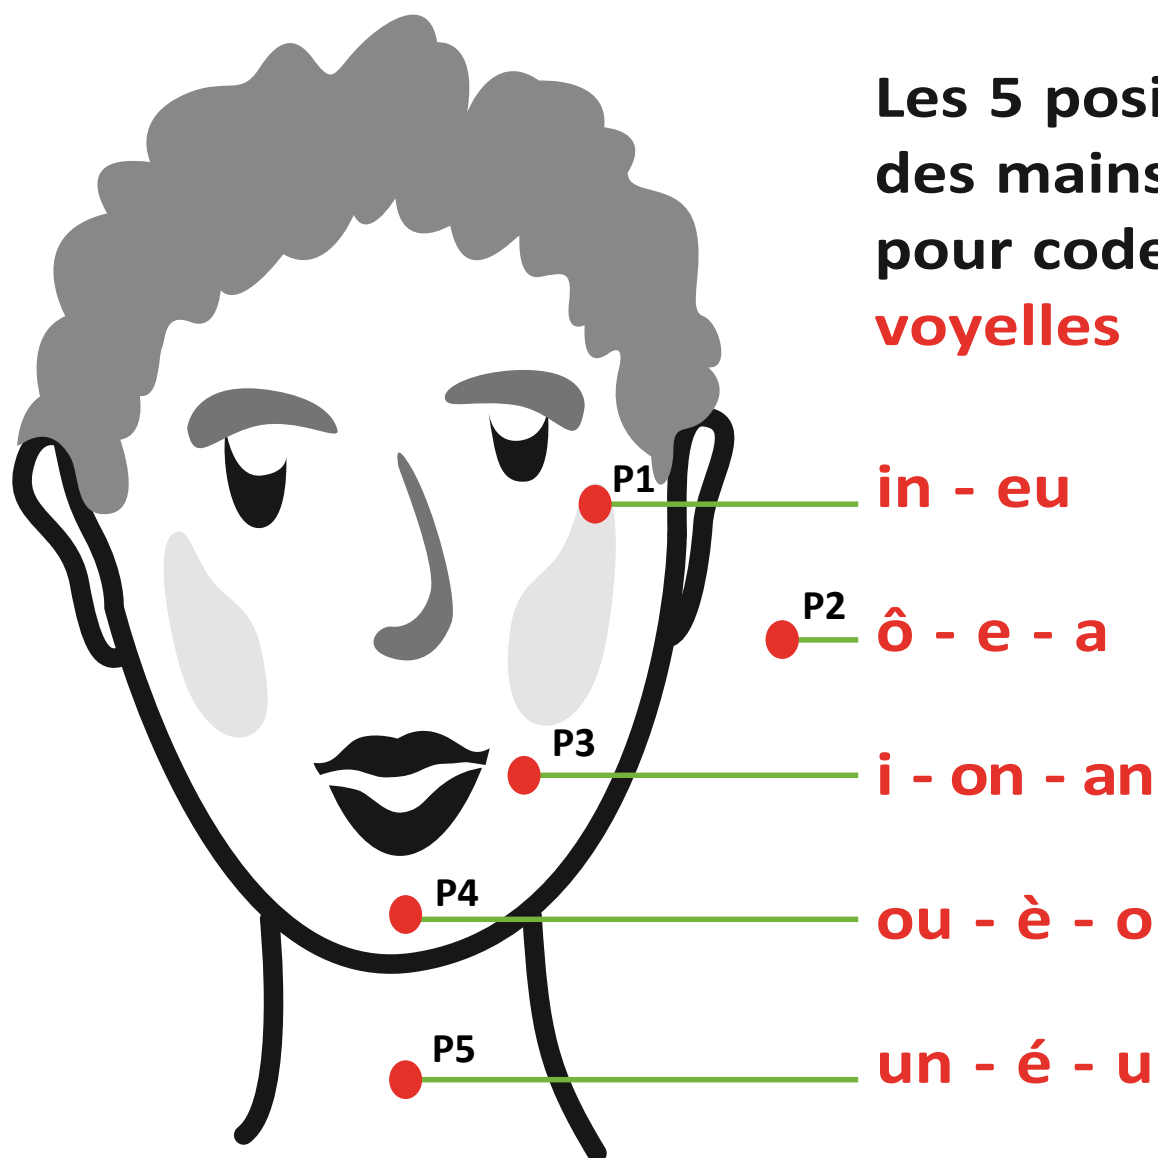 Les 5 posi
des mains
pour code
voyelles
P1
in - eu
P2
ô - e - a
P3
i - on - an
P4
ou - è - o
P5
un - é - u